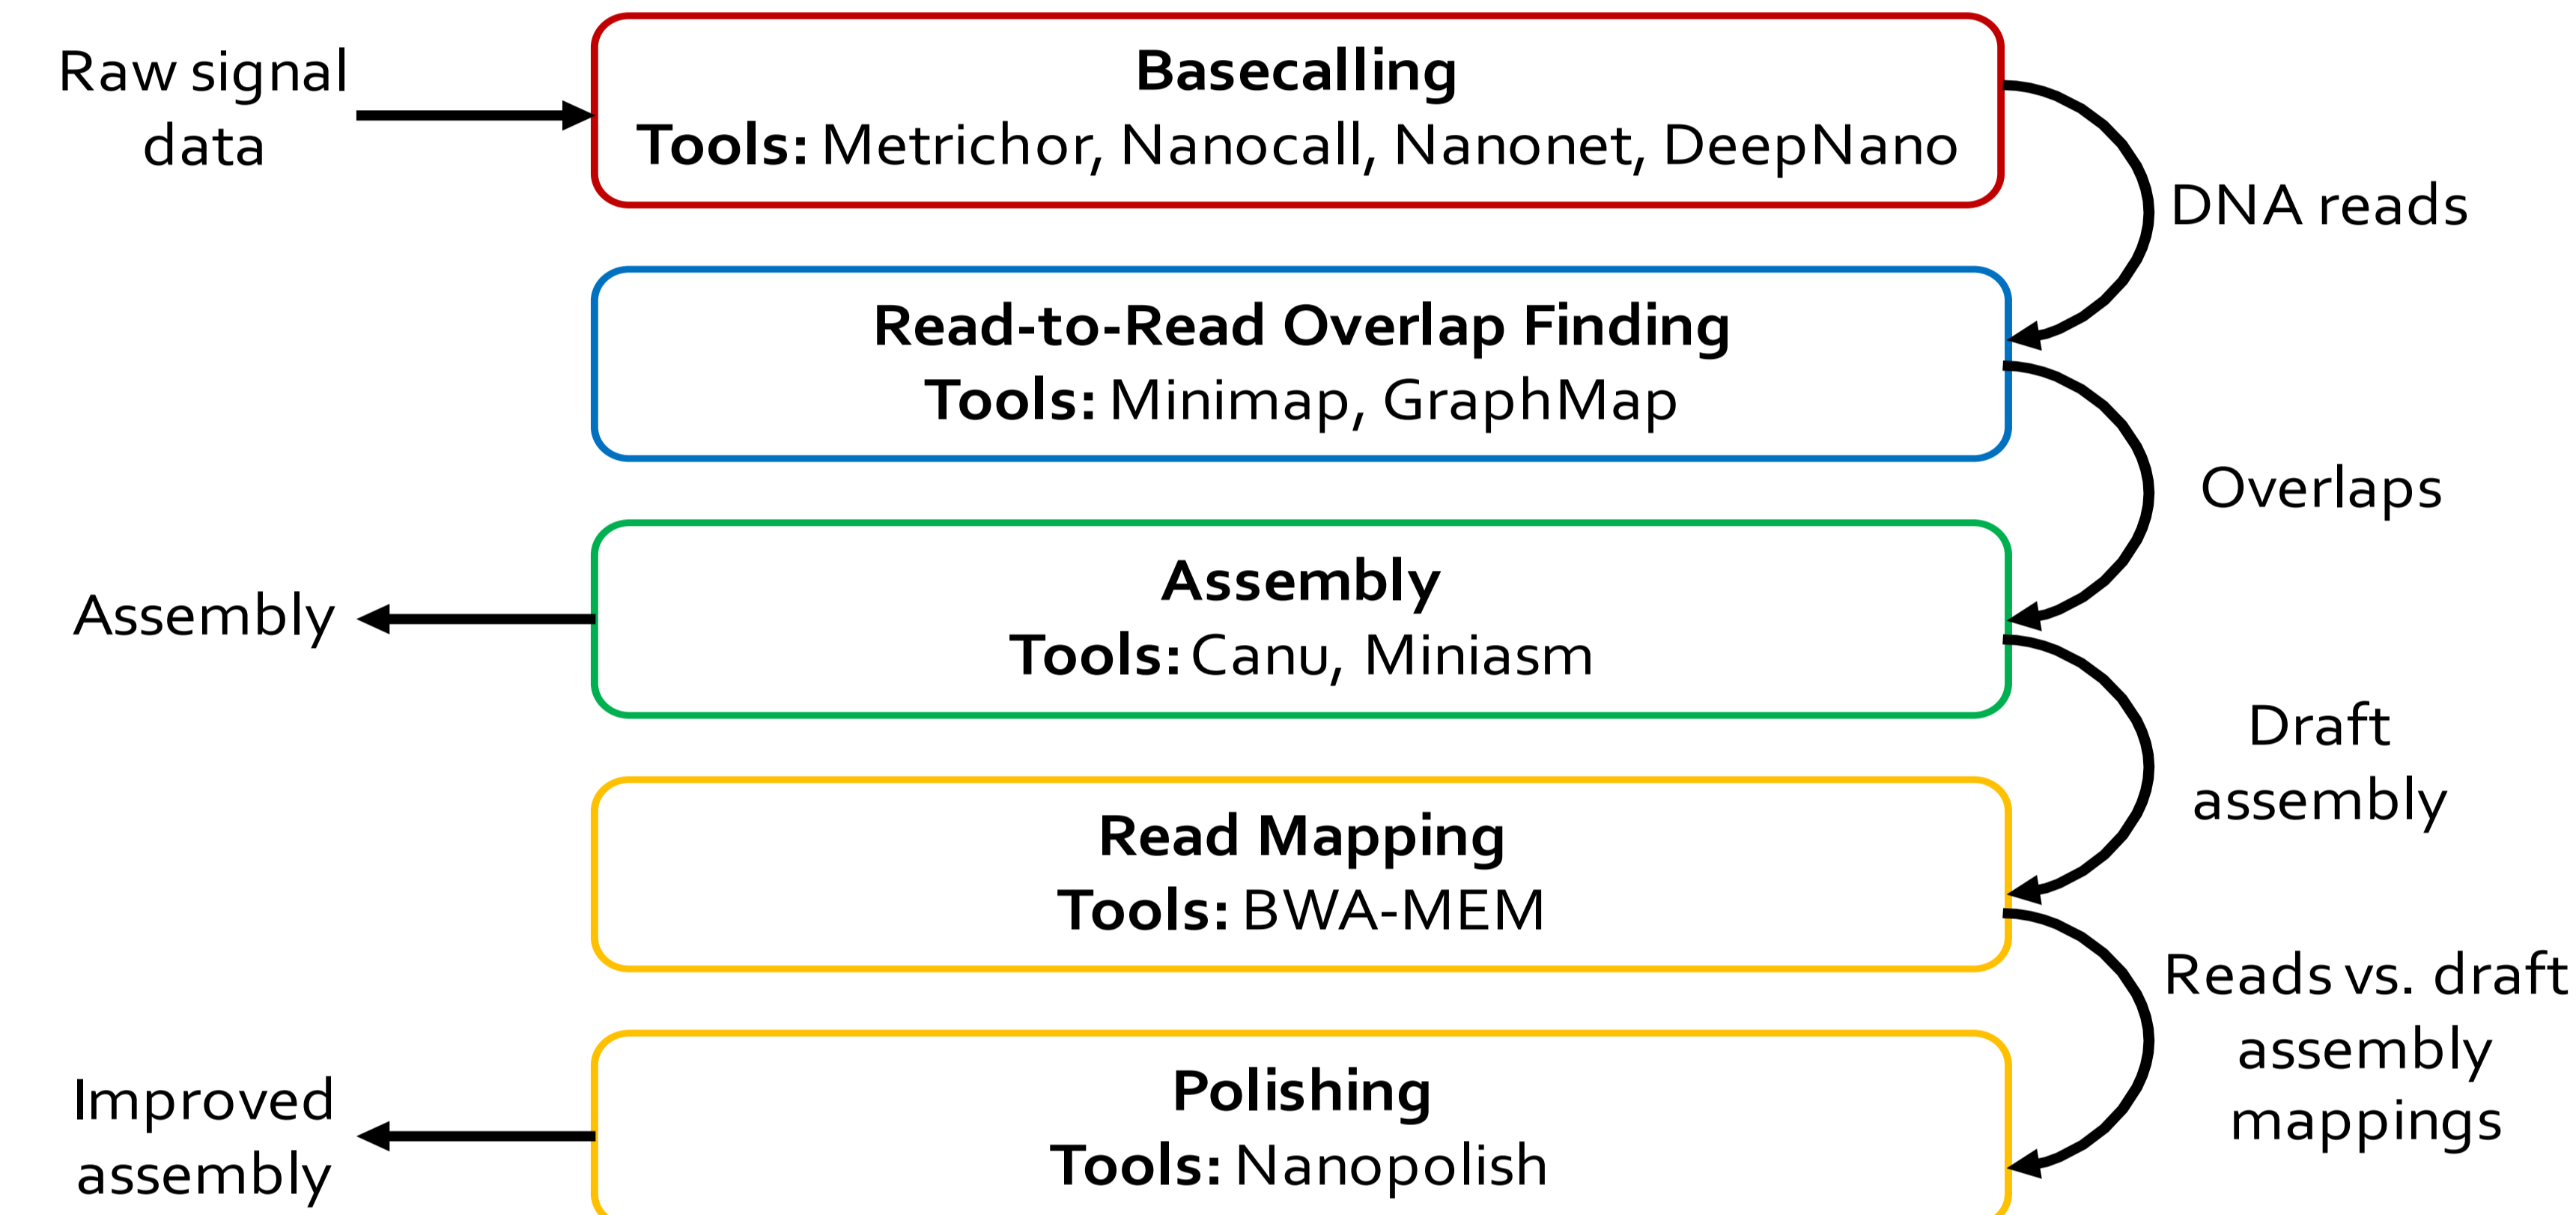 Raw signal
data
Basecalling
Tools: Metrichor, Nanocall, Nanonet, DeepNano
DNA reads
Read-to-Read Overlap Finding
Tools: Minimap, GraphMap
Overlaps
Assembly
Assembly
Tools: Canu, Miniasm
Draft
assembly
Read Mapping
Tools: BWA-MEM
Reads vs. draft
assembly
mappings
Polishing
Tools: Nanopolish
Improved
assembly